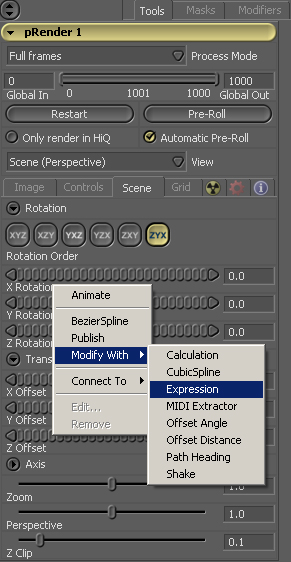 Tools Masks Modifiers
pRender 1
Full frames Process Mode
0 1000
Global In 0 1001 1000 Global Out
Restart Pre-Roll
Only render in HiQ Automatic Pre-Roll
Scene (Perspective) View
Image Controls Scene Grid
Rotation
XYZ XZY YXZ YZX ZXY ZYX
Rotation Order
0.0
X Rotation
0.0
Y Rotation
0.0
Z Rotation
Trans
X Offset
Y Offset
Z Offset
Axis
1.0
Zoom
1.0
Perspective
0.1
Z Clip
Animate
BezierSpline
Publish
Modify With
Connect To
Edit...
Remove
Calculation
CubicSpline
Expression
MIDI Extractor
Offset Angle
Offset Distance
Path Heading
Shake